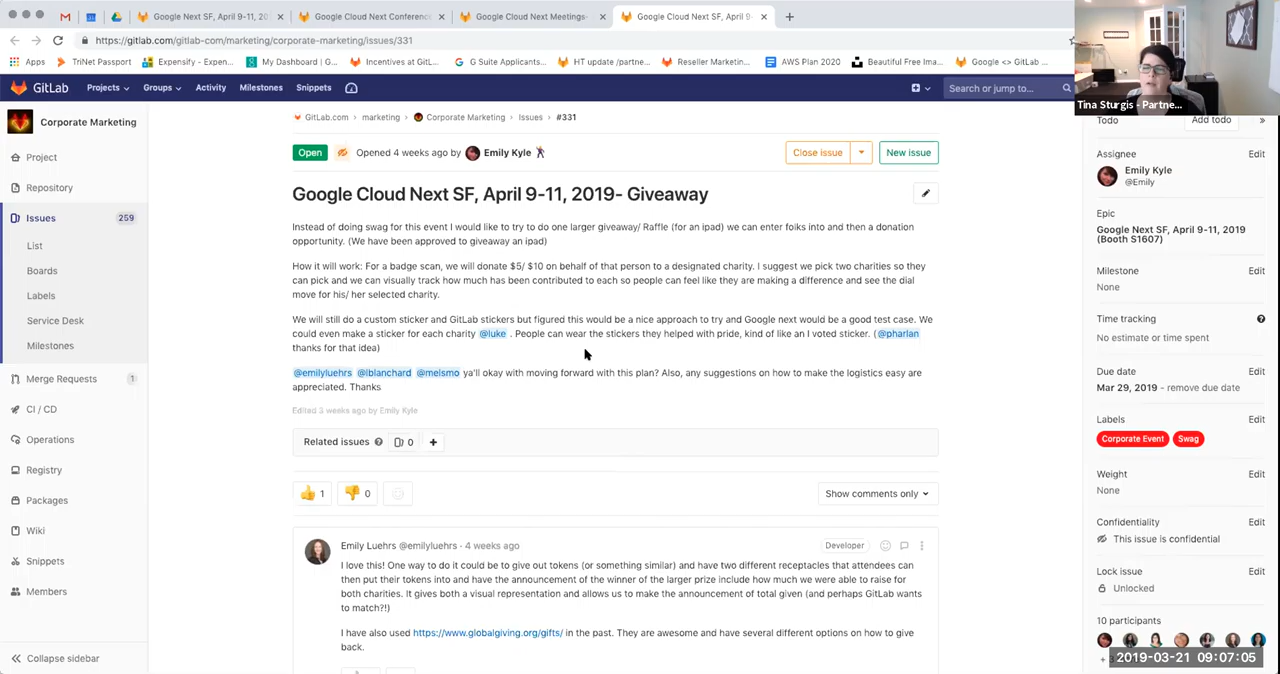 Google Next SF, April 9-11, 20
Google Cloud Next Conference
Google Cloud Next Meetings-
Google Cloud Next SF, April 9-
https://gitlab.com/gitlab-com/marketing/corporate-marketing/issues/331
Apps
TriNet Passport
Expensify - Expen...
My Dashboard | G...
Incentives at GitL...
G Suite Applicants...
HT update /partne...
Reseller Marketin...
AWS Plan 2020
Beautiful Free Ima...
Google <> GitLab ...
Tina Sturgis - Partne...
GitLab
Projects
Groups
Activity
Milestones
Snippets
Search or jump to...
Corporate Marketing
Project
Repository
Issues 259
List
Boards
Labels
Service Desk
Milestones
Merge Requests 1
CI / CD
Operations
Registry
Packages
Wiki
Snippets
Members
Collapse sidebar
GitLab.com › marketing › Corporate Marketing › Issues › #331
Open
Opened 4 weeks ago by Emily Kyle
Close issue
New issue
Google Cloud Next SF, April 9-11, 2019- Giveaway
Instead of doing swag for this event I would like to try to do one larger giveaway/ Raffle (for an ipad) we can enter folks into and then a donation
opportunity. (We have been approved to giveaway an ipad)
How it will work: For a badge scan, we will donate $5/ $10 on behalf of that person to a designated charity. I suggest we pick two charities so they
can pick and we can visually track how much has been contributed to each so people can feel like they are making a difference and see the dial
move for his/ her selected charity.
We will still do a custom sticker and GitLab stickers but figured this would be a nice approach to try and Google next would be a good test case. We
could even make a sticker for each charity @luke . People can wear the stickers they helped with pride, kind of like an I voted sticker. ( @pharlan
thanks for that idea)
@emilyluehrs @lblanchard @melsmo ya'll okay with moving forward with this plan? Also, any suggestions on how to make the logistics easy are
appreciated. Thanks
Edited 3 weeks ago by Emily Kyle
Related issues 0
1
0
Show comments only
Emily Luehrs @emilyluehrs · 4 weeks ago
Developer
I love this! One way to do it could be to give out tokens (or something similar) and have two different receptacles that attendees can
then put their tokens into and have the announcement of the winner of the larger prize include how much we were able to raise for
both charities. It gives both a visual representation and allows us to make the announcement of total given (and perhaps GitLab wants
to match?!)
I have also used https://www.globalgiving.org/gifts/ in the past. They are awesome and have several different options on how to give
back.
Todo
Add todo
Assignee
Edit
Emily Kyle
@Emily
Epic
Google Next SF, April 9-11, 2019
(Booth S1607)
Milestone
Edit
None
Time tracking
No estimate or time spent
Due date
Edit
Mar 29, 2019 - remove due date
Labels
Edit
Corporate Event
Swag
Weight
Edit
None
Confidentiality
Edit
This issue is confidential
Lock issue
Edit
Unlocked
10 participants
2019-03-21 09:07:05